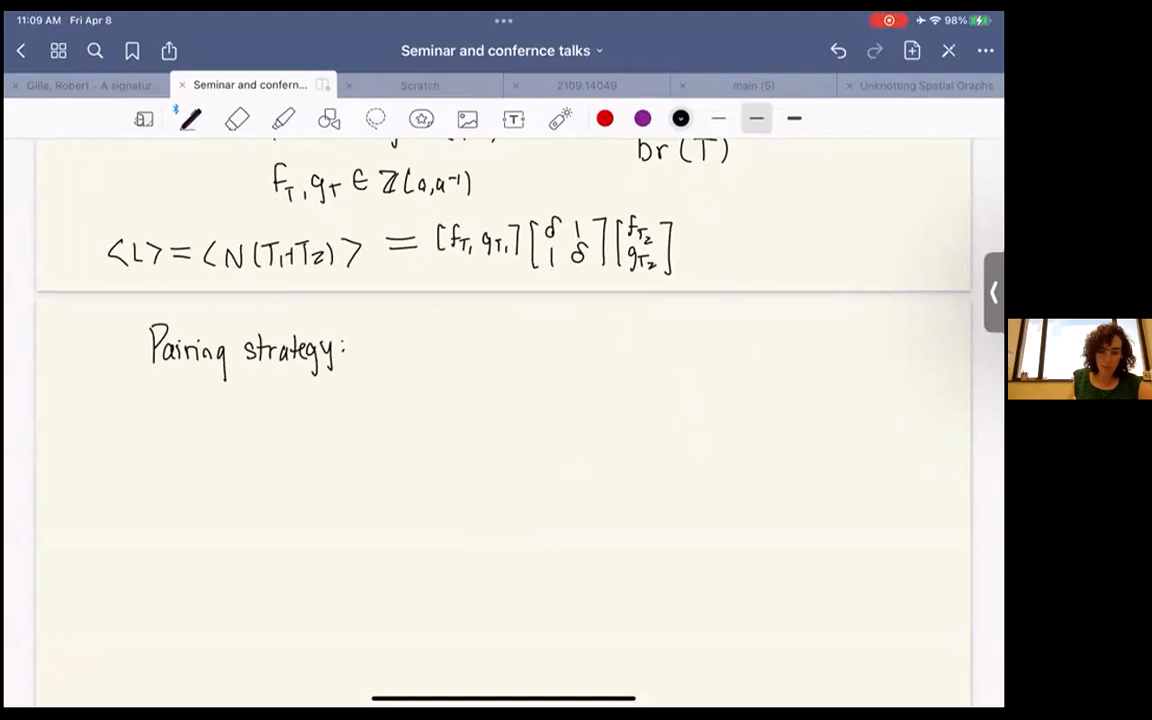 11:09 AM Fri Apr 8
98%
Seminar and confernce talks
Gille, Robert - A signatur...
Seminar and confern...
Scratch
2109.14049
main (5)
Unknotting Spatial Graphs
br(T)
f_T, g_T ∈ ℤ[a, a⁻¹]
⟨L⟩ = ⟨N(T₁+T₂)⟩ = [f_T₁ g_T₁] [δ 1 / 1 δ] [f_T₂ / g_T₂]
Pairing strategy: